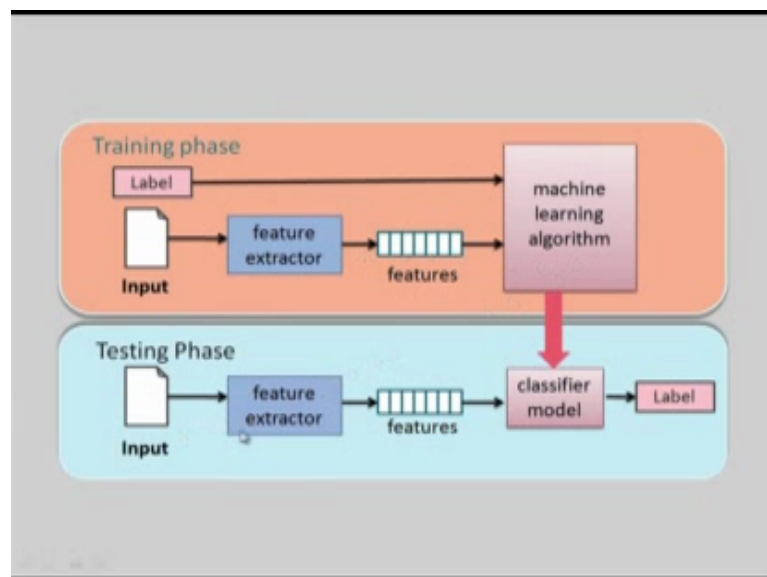 Training phase
Label
machine
learning
algorithm
feature
extractor
features
Input
Testing Phase
feature
extractor
features
classifier
model
Label
Input